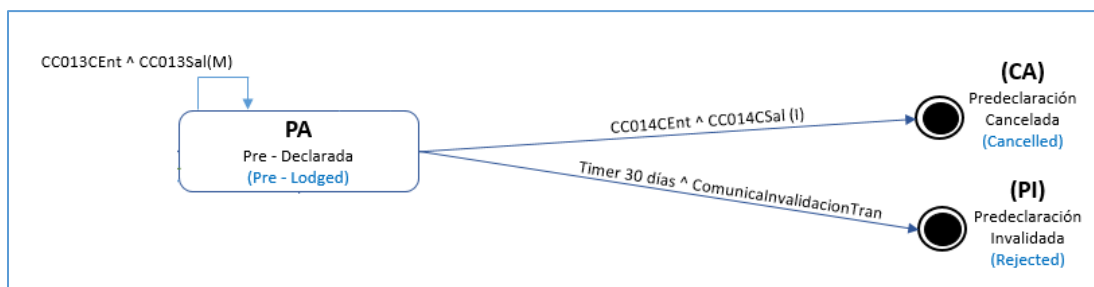 CC013CEnt ^ CC013Sal(M)
PA
Pre - Declarada
(Pre - Lodged)
CC014CEnt ^ CC014CSal (I)
(CA)
Predeclaración
Cancelada
(Cancelled)
Timer 30 días ^ ComunicaInvalidacionTran
(PI)
Predeclaración
Invalidada
(Rejected)